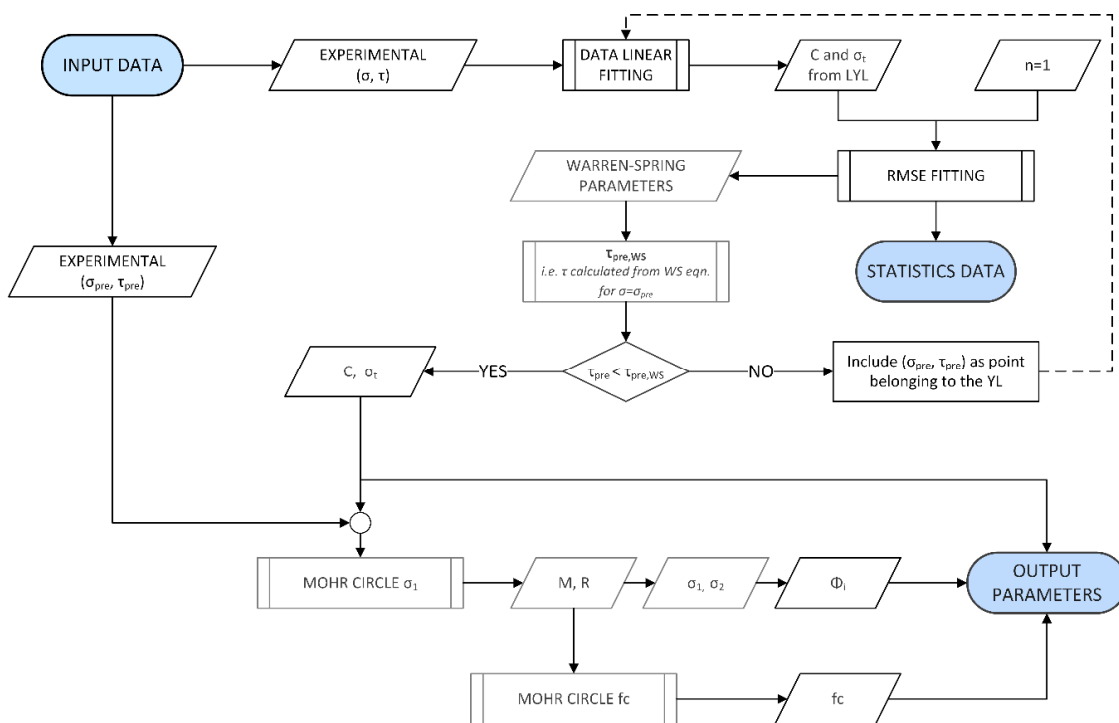 INPUT DATA
EXPERIMENTAL
(σ, τ)
DATA LINEAR
FITTING
C and σt
from LYL
n=1
WARREN-SPRING
PARAMETERS
RMSE FITTING
EXPERIMENTAL
(σpre, τpre)
τpre,WS
i.e. τ calculated from WS eqn.
for σ=σpre
STATISTICS DATA
C, σt
YES
τpre < τpre,WS
NO
Include (σpre, τpre) as point
belonging to the YL
MOHR CIRCLE σ1
M, R
σ1, σ2
Φi
OUTPUT
PARAMETERS
MOHR CIRCLE fc
fc